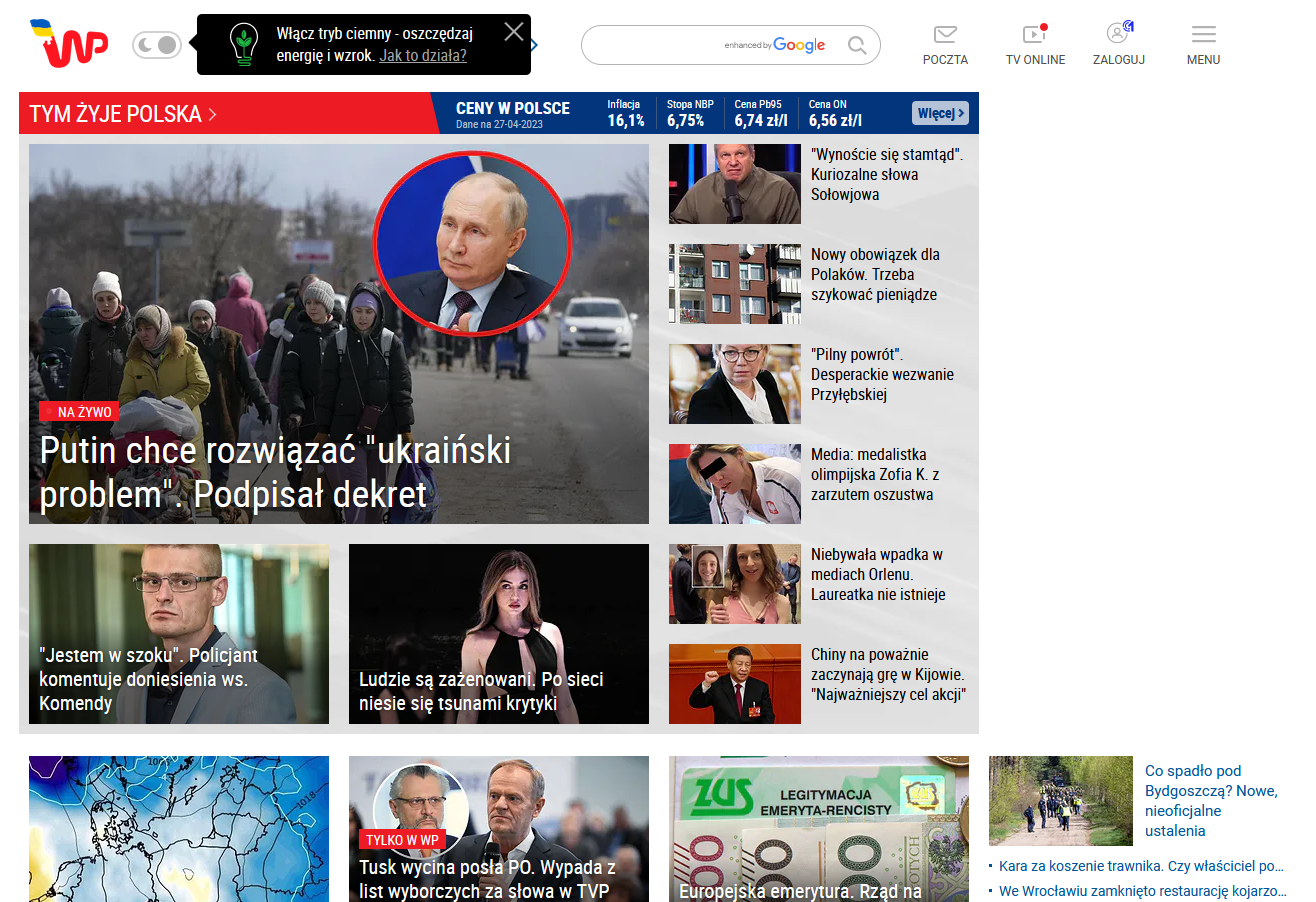 WP
Włącz tryb ciemny - oszczędzaj
energię i wzrok. Jak to działa?
enhanced by Google
POCZTA
TV ONLINE
ZALOGUJ
MENU
TYM ŻYJE POLSKA
CENY W POLSCE
Dane na 27-04-2023
Inflacja
16,1%
Stopa NBP
6,75%
Cena Pb95
6,74 zł/l
Cena ON
6,56 zł/l
Więcej
NA ŻYWO
Putin chce rozwiązać "ukraiński
problem". Podpisał dekret
"Wynoście się stamtąd".
Kuriozalne słowa
Sołowjowa
Nowy obowiązek dla
Polaków. Trzeba
szykować pieniądze
"Pilny powrót".
Desperackie wezwanie
Przyłębskiej
Media: medalistka
olimpijska Zofia K. z
zarzutem oszustwa
Niebywała wpadka w
mediach Orlenu.
Laureatka nie istnieje
Chiny na poważnie
zaczynają grę w Kijowie.
"Najważniejszy cel akcji"
"Jestem w szoku". Policjant
komentuje doniesienia ws.
Komendy
Ludzie są zażenowani. Po sieci
niesie się tsunami krytyki
1018
TYLKO W WP
Tusk wycina posła PO. Wypada z
list wyborczych za słowa w TVP
ZUS
LEGITYMACJA
EMERYTA-RENCISTY
100
200
100
ZŁOTYCH
Europejska emerytura. Rząd na
Co spadło pod
Bydgoszczą? Nowe,
nieoficjalne
ustalenia
Kara za koszenie trawnika. Czy właściciel po...
We Wrocławiu zamknięto restaurację kojarzo...